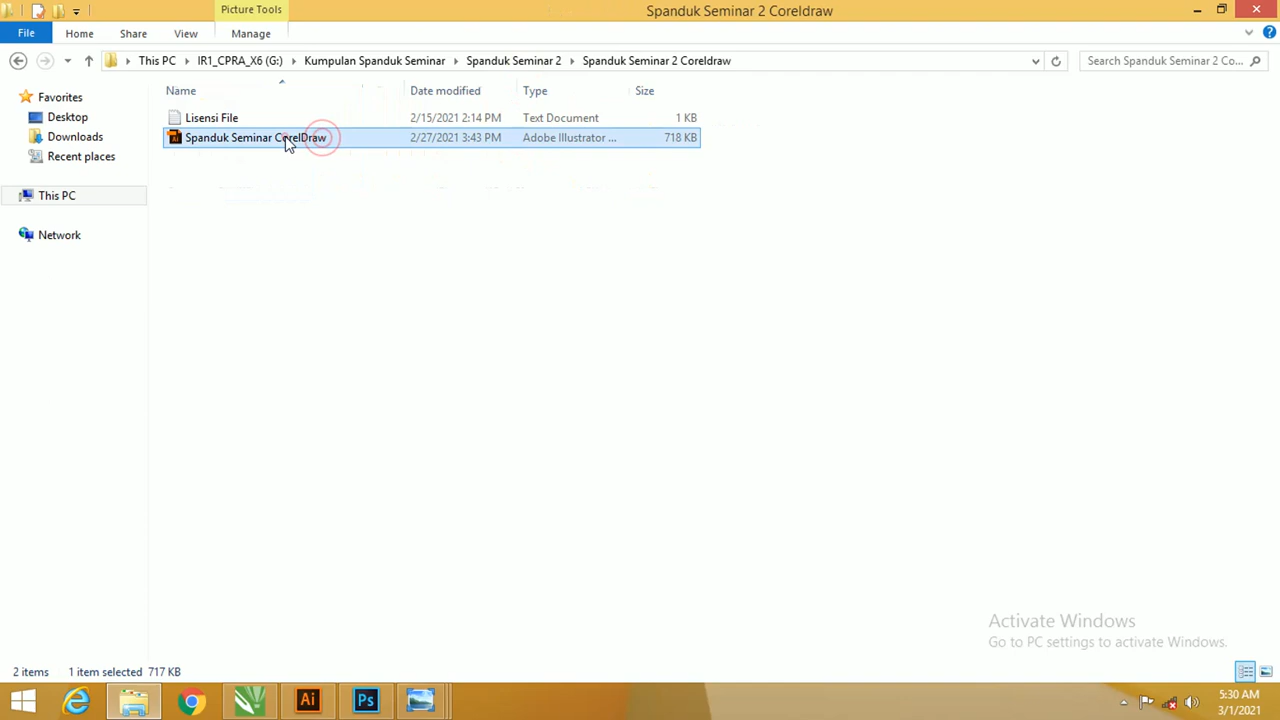 Picture Tools
Spanduk Seminar 2 Coreldraw
File
Home
Share
View
Manage
This PC
IR1_CPRA_X6 (G:)
Kumpulan Spanduk Seminar
Spanduk Seminar 2
Spanduk Seminar 2 Coreldraw
Search Spanduk Seminar 2 Co...
Favorites
Desktop
Downloads
Recent places
This PC
Network
Name
Date modified
Type
Size
Lisensi File
2/15/2021 2:14 PM
Text Document
1 KB
Spanduk Seminar CorelDraw
2/27/2021 3:43 PM
Adobe Illustrator ...
718 KB
Activate Windows
Go to PC settings to activate Windows.
2 items
1 item selected 717 KB
Ai
Ps
5:30 AM
3/1/2021